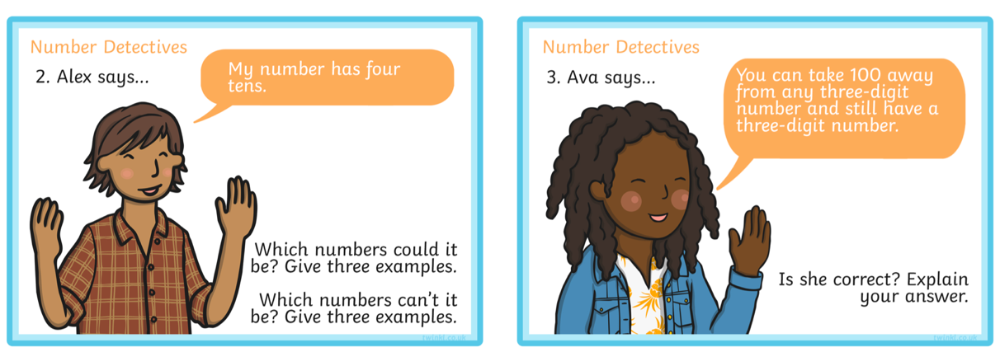 Number Detectives
2. Alex says...
My number has four
tens.
Which numbers could it
be? Give three examples.
Which numbers can't it
be? Give three examples.
twinkl.co.uk
Number Detectives
3. Ava says...
You can take 100 away
from any three-digit
number and still have a
three-digit number.
Is she correct? Explain
your answer.
twinkl.co.uk